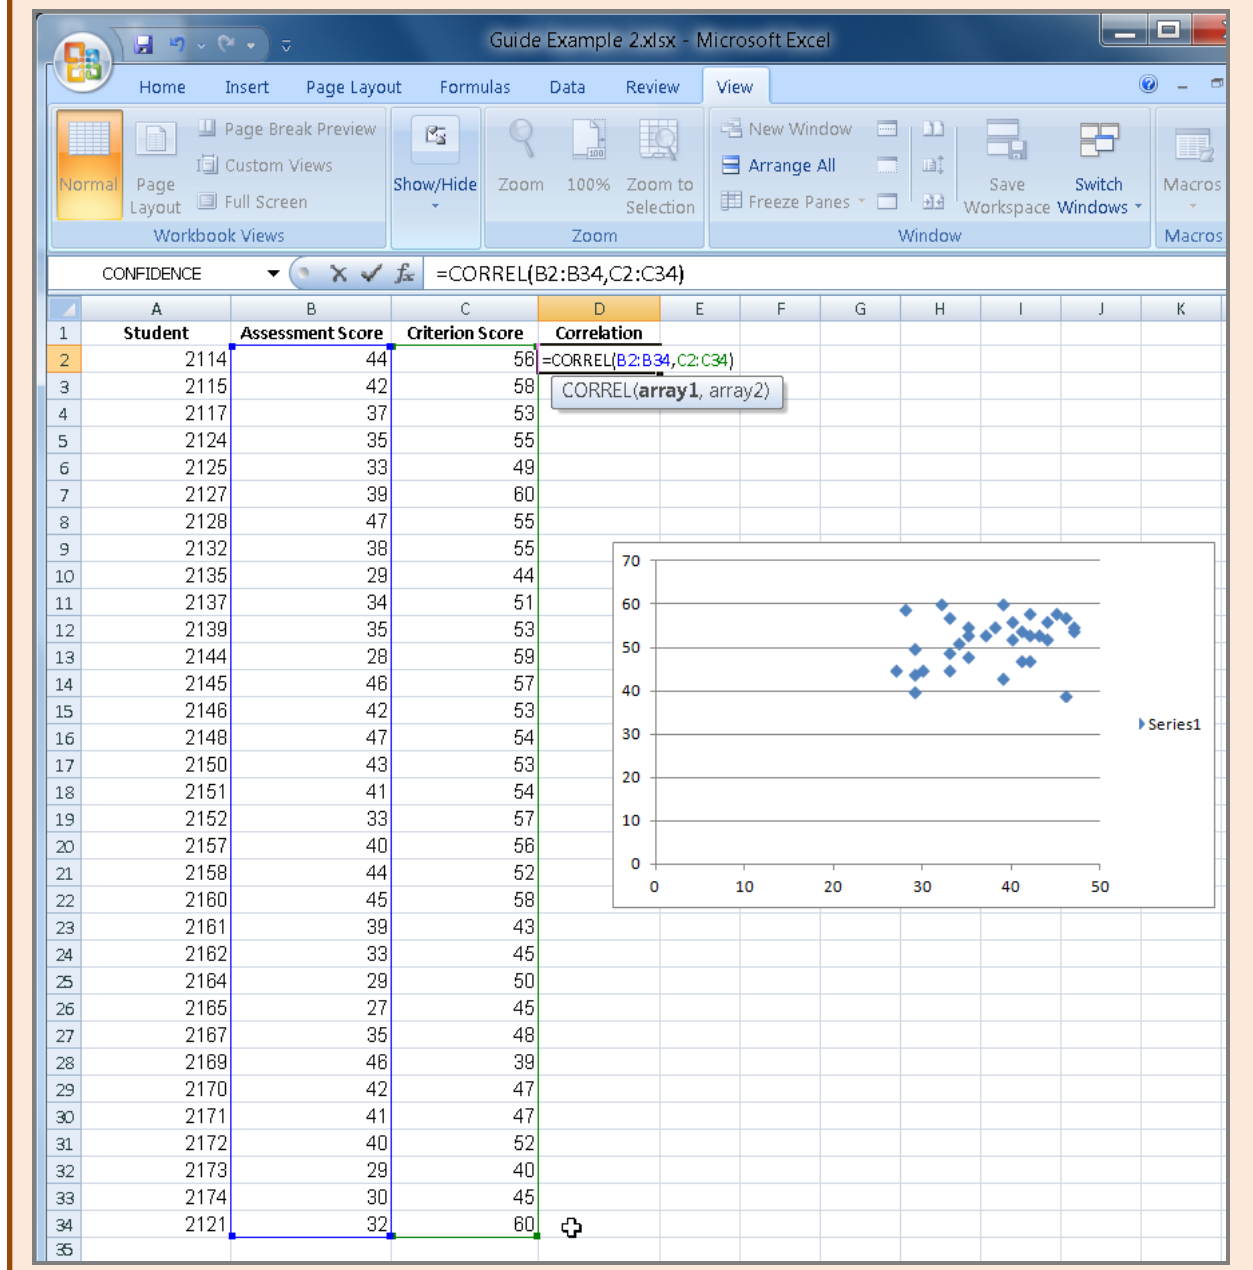 Guide Example 2.xlsx - Microsoft Excel
Home Insert Page Layout Formulas Data Review View
Normal
Page Layout
Page Break Preview
Custom Views
Full Screen
Workbook Views
Show/Hide
Zoom
100%
Zoom to Selection
Zoom
New Window
Arrange All
Freeze Panes
Save Workspace
Switch Windows
Window
Macros
Macros
CONFIDENCE fx =CORREL(B2:B34,C2:C34)
A B C D E F G H I J K
1 Student Assessment Score Criterion Score Correlation
2 2114 44 56 =CORREL(B2:B34,C2:C34)
CORREL(array1, array2)
3 2115 42 58
4 2117 37 53
5 2124 35 55
6 2125 33 49
7 2127 39 60
8 2128 47 55
9 2132 38 55
10 2135 29 44
11 2137 34 51
12 2139 35 53
13 2144 28 59
14 2145 46 57
15 2146 42 53
16 2148 47 54
17 2150 43 53
18 2151 41 54
19 2152 33 57
20 2157 40 56
21 2158 44 52
22 2160 45 58
23 2161 39 43
24 2162 33 45
25 2164 29 50
26 2165 27 45
27 2167 35 48
28 2169 46 39
29 2170 42 47
30 2171 41 47
31 2172 40 52
32 2173 29 40
33 2174 30 45
34 2121 32 60
35
70
60
50
40
30
20
10
0
0 10 20 30 40 50
Series1